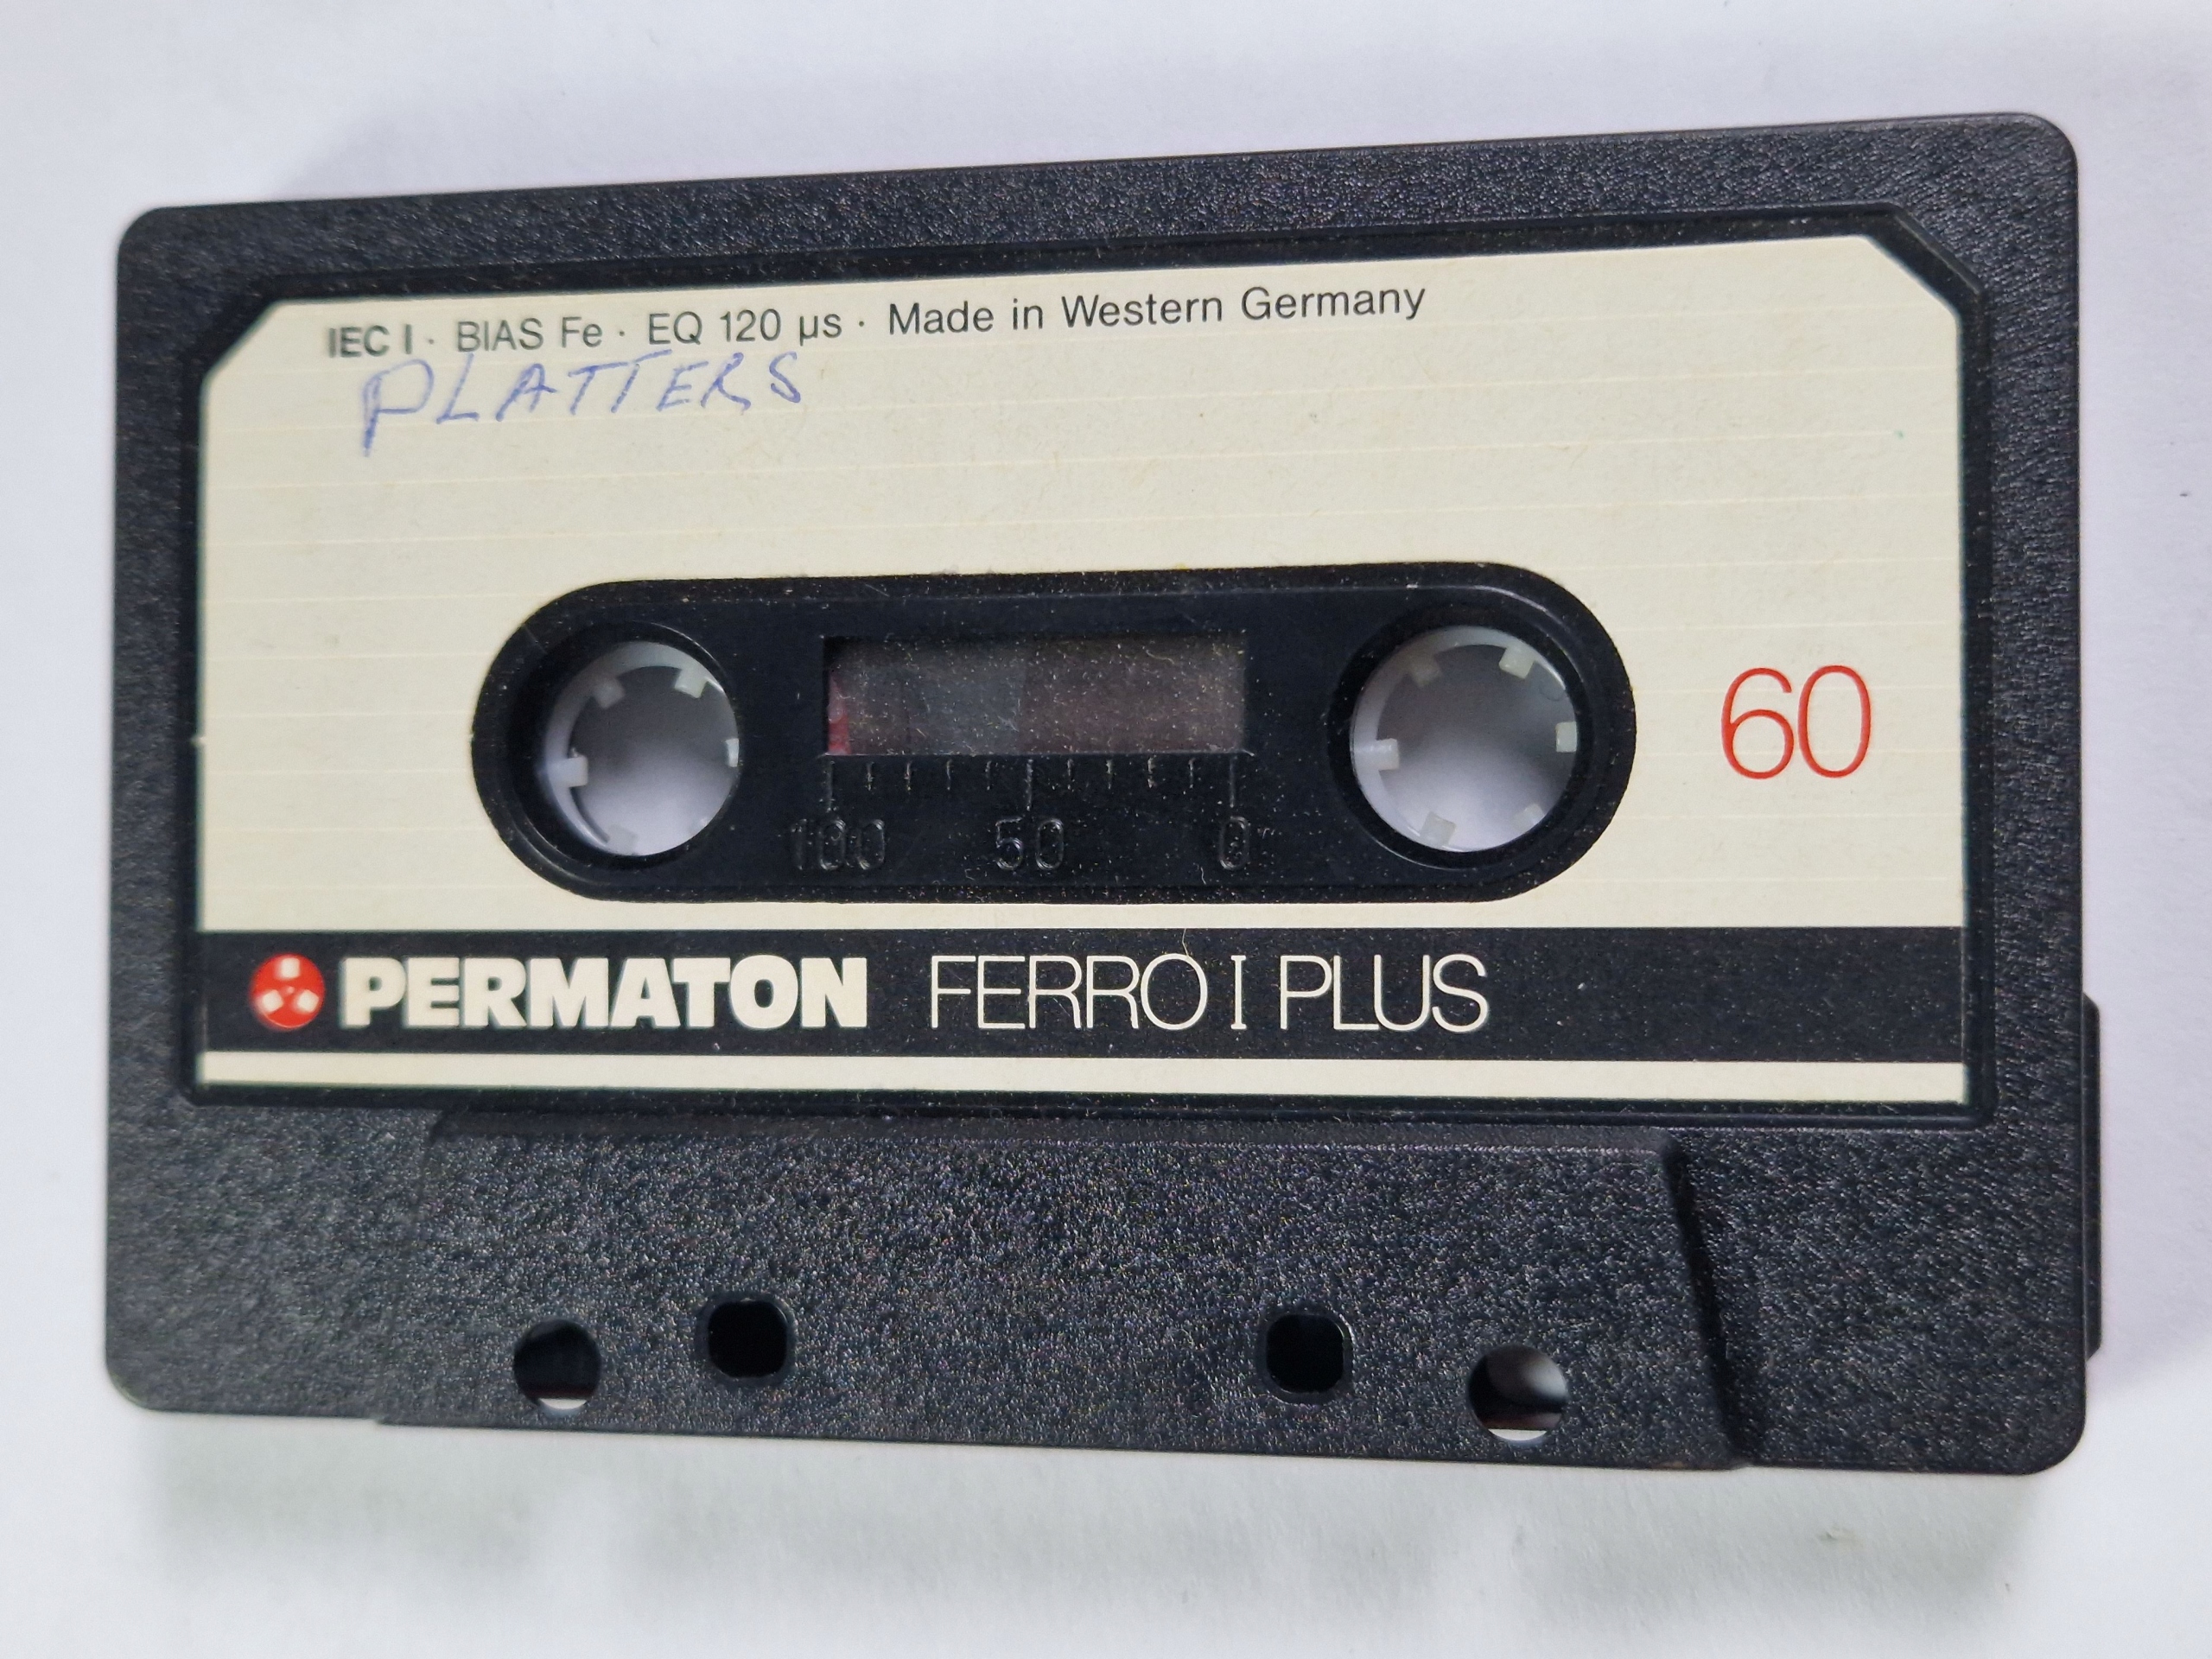 IEC I · BIAS Fe · EQ 120 µs · Made in Western Germany
PLATTERS
60
100 50 0
PERMATON FERRO I PLUS